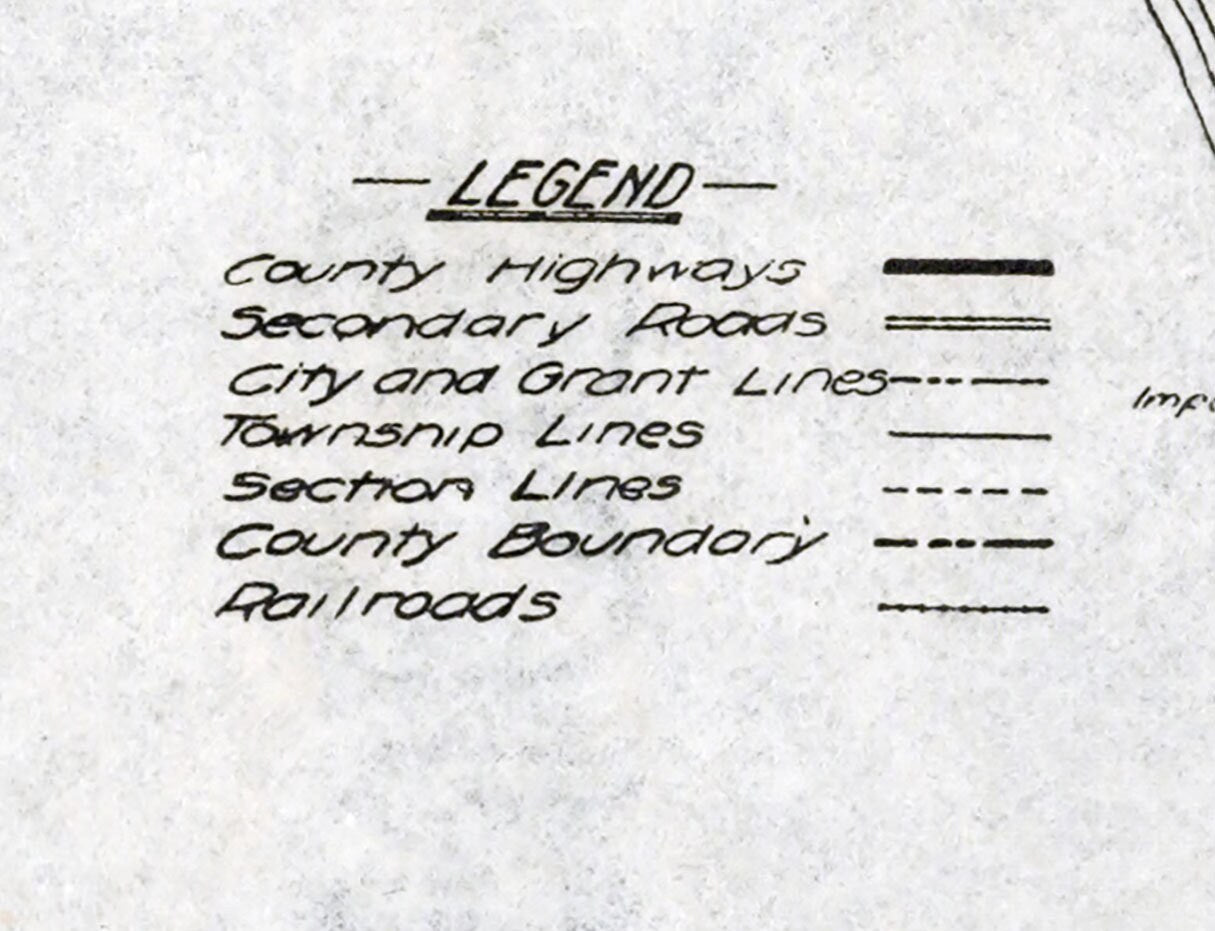 — LEGEND —
County Highways
Secondary Roads
City and Grant Lines
Township Lines
Section Lines
County Boundary
Railroads